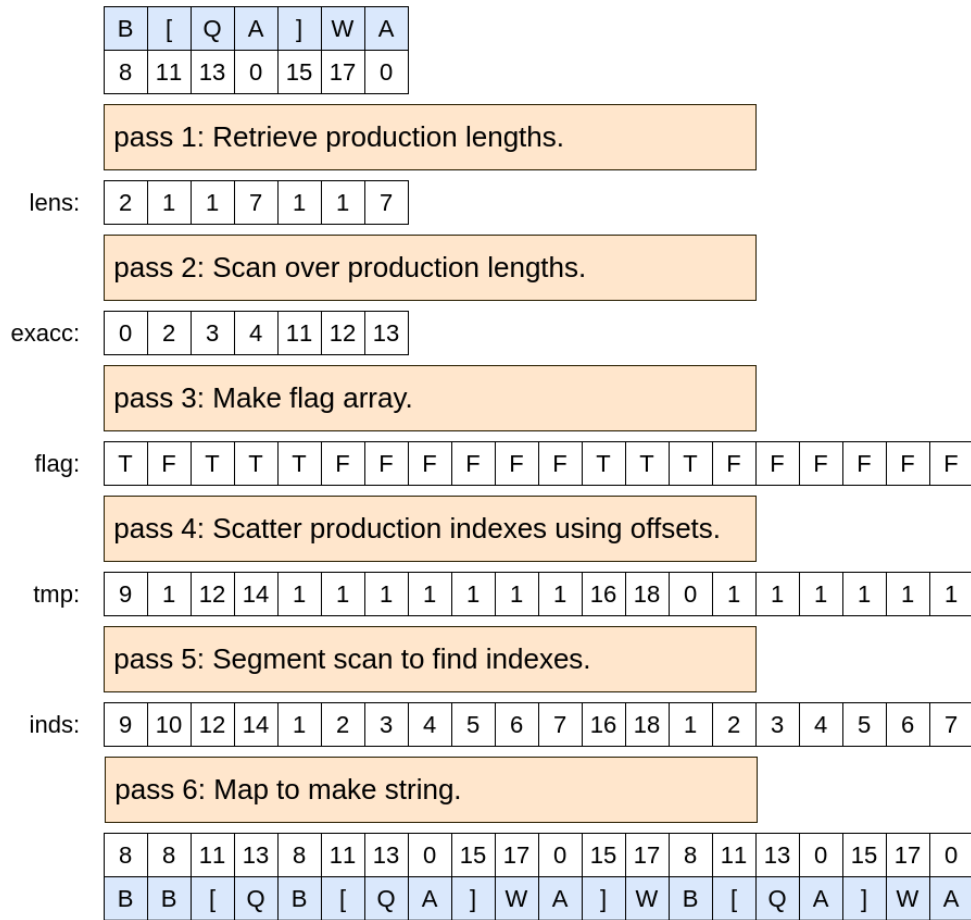 B [ Q A ] W A
8 11 13 0 15 17 0
pass 1: Retrieve production lengths.
lens: 2 1 1 7 1 1 7
pass 2: Scan over production lengths.
exacc: 0 2 3 4 11 12 13
pass 3: Make flag array.
flag: T F T T T F F F F F F T T T F F F F F F
pass 4: Scatter production indexes using offsets.
tmp: 9 1 12 14 1 1 1 1 1 1 1 16 18 0 1 1 1 1 1 1
pass 5: Segment scan to find indexes.
inds: 9 10 12 14 1 2 3 4 5 6 7 16 18 1 2 3 4 5 6 7
pass 6: Map to make string.
8 8 11 13 8 11 13 0 15 17 0 15 17 8 11 13 0 15 17 0
B B [ Q B [ Q A ] W A ] W B [ Q A ] W A